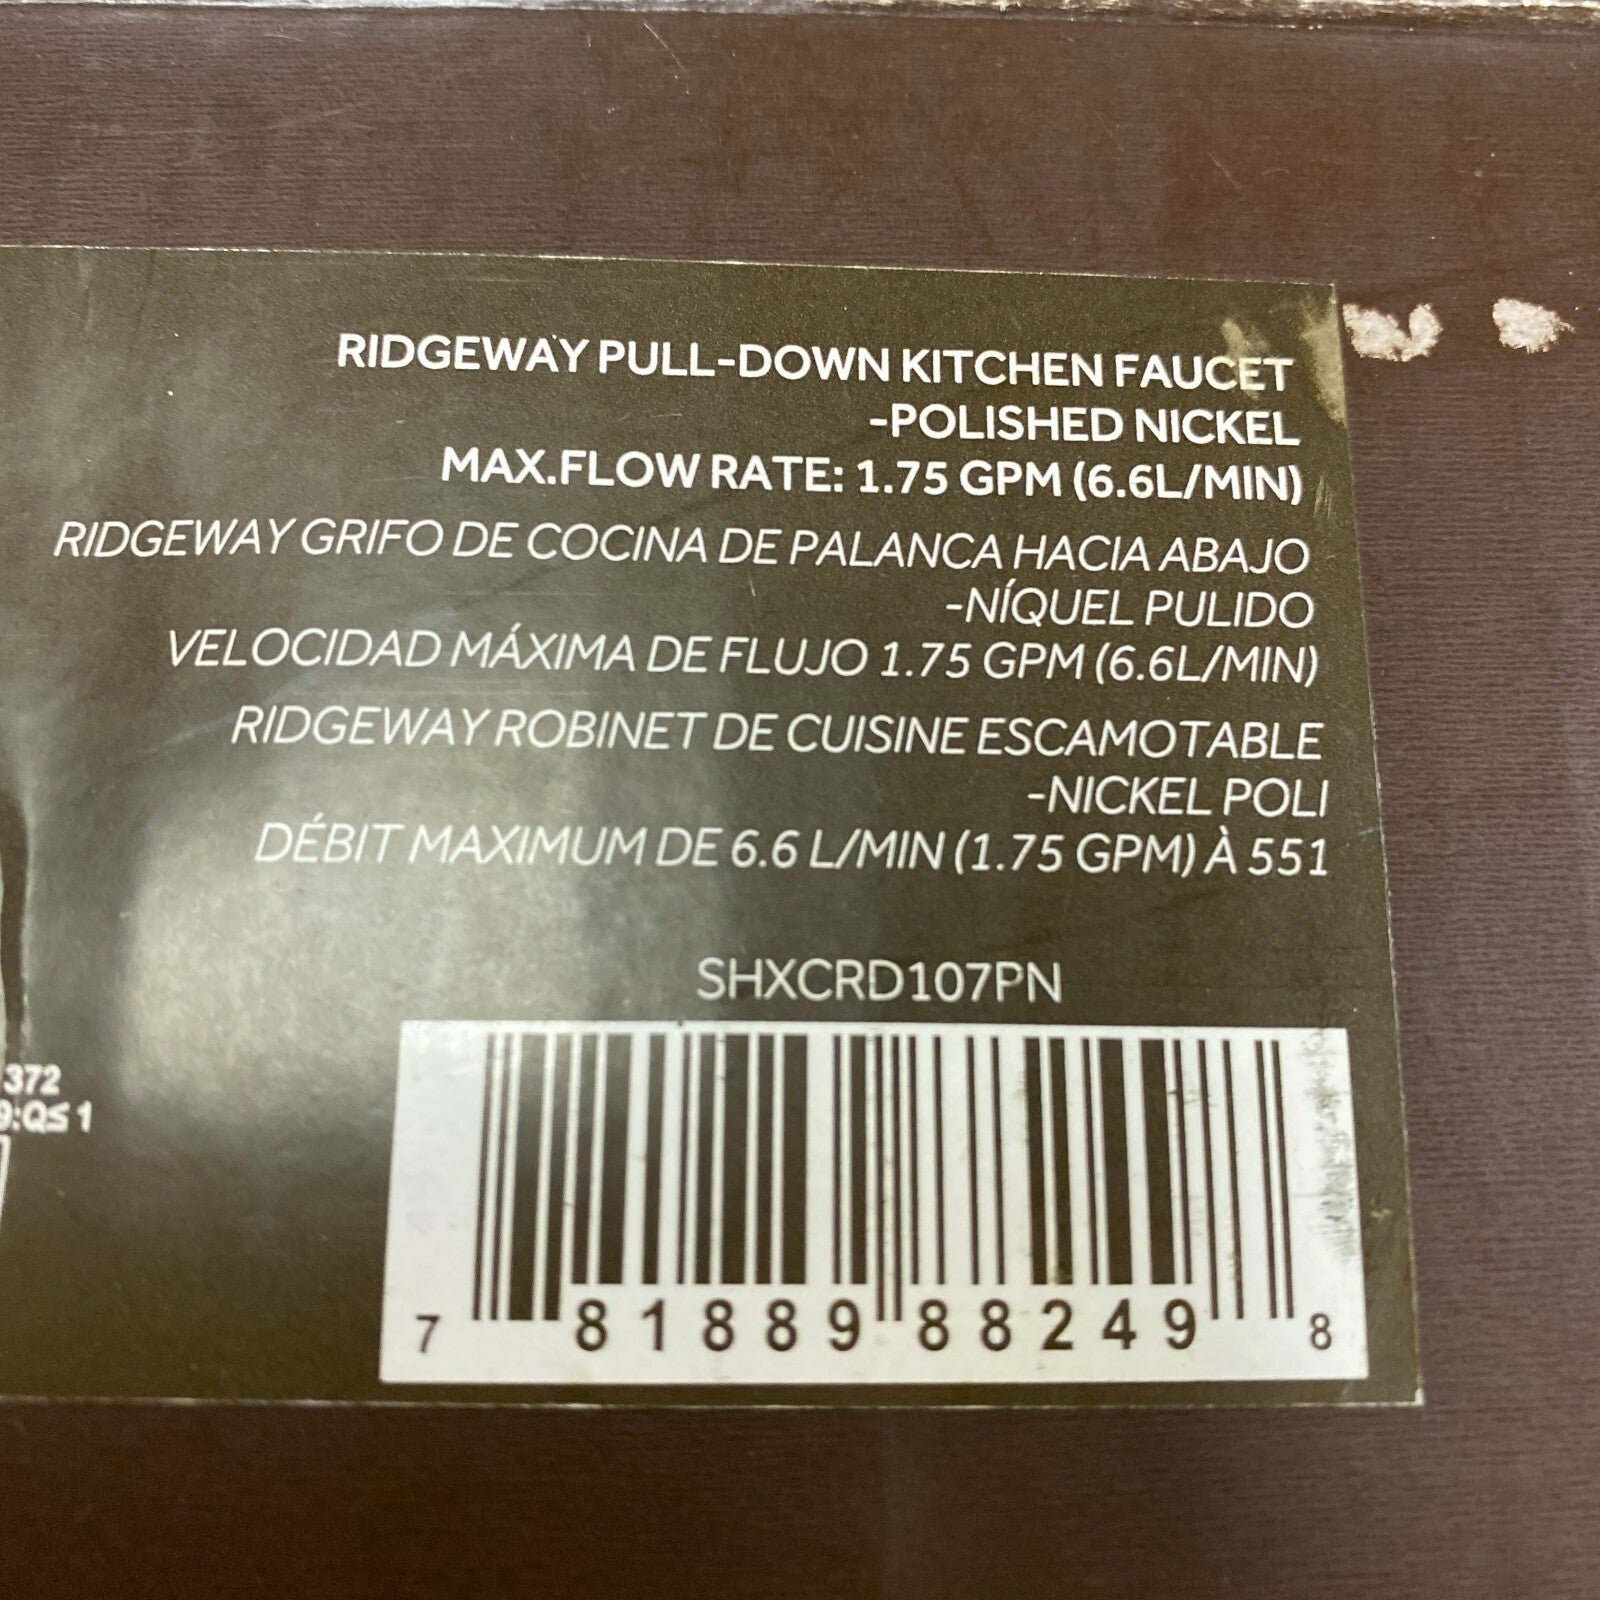 RIDGEWAY PULL-DOWN KITCHEN FAUCET
-POLISHED NICKEL
MAX.FLOW RATE: 1.75 GPM (6.6L/MIN)
RIDGEWAY GRIFO DE COCINA DE PALANCA HACIA ABAJO
-NÍQUEL PULIDO
VELOCIDAD MÁXIMA DE FLUJO 1.75 GPM (6.6L/MIN)
RIDGEWAY ROBINET DE CUISINE ESCAMOTABLE
-NICKEL POLI
DÉBIT MAXIMUM DE 6.6 L/MIN (1.75 GPM) À 551
SHXCRD107PN
372
9:Q≤1
7 81889 88249 8